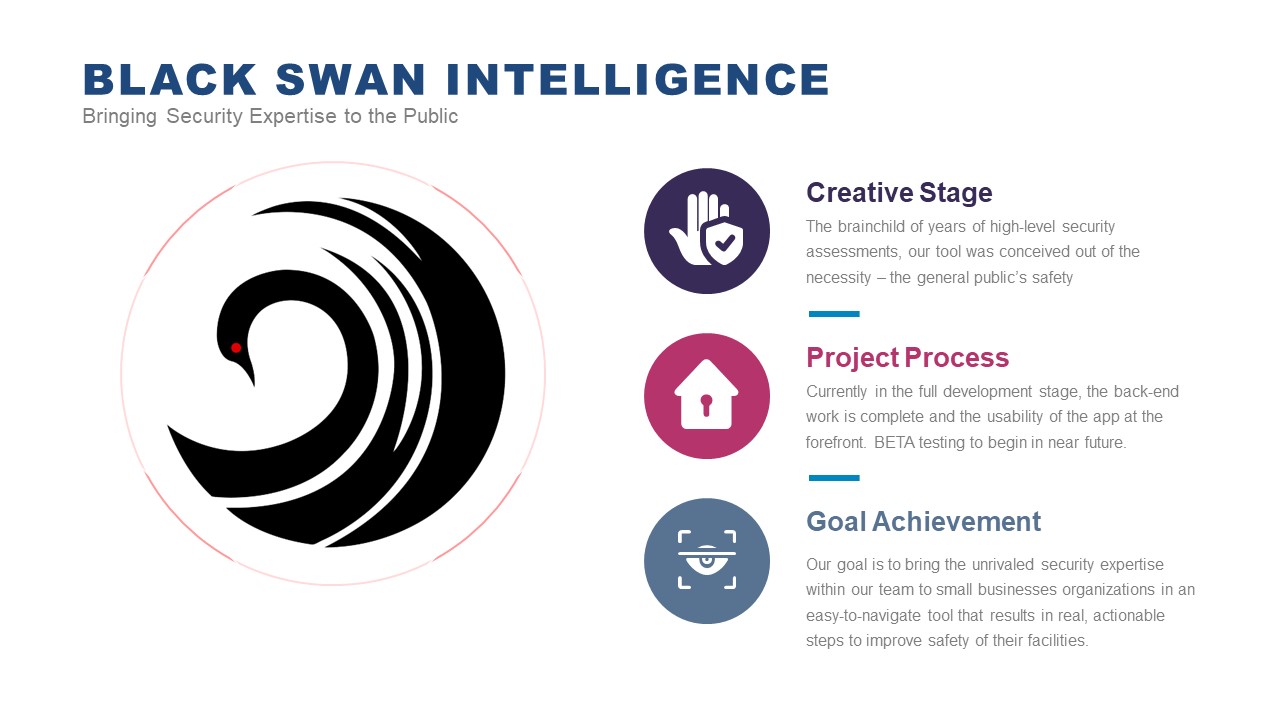 BLACK SWAN INTELLIGENCE
Bringing Security Expertise to the Public
Creative Stage
The brainchild of years of high-level security
assessments, our tool was conceived out of the
necessity – the general public’s safety
Project Process
Currently in the full development stage, the back-end
work is complete and the usability of the app at the
forefront. BETA testing to begin in near future.
Goal Achievement
Our goal is to bring the unrivaled security expertise
within our team to small businesses organizations in an
easy-to-navigate tool that results in real, actionable
steps to improve safety of their facilities.